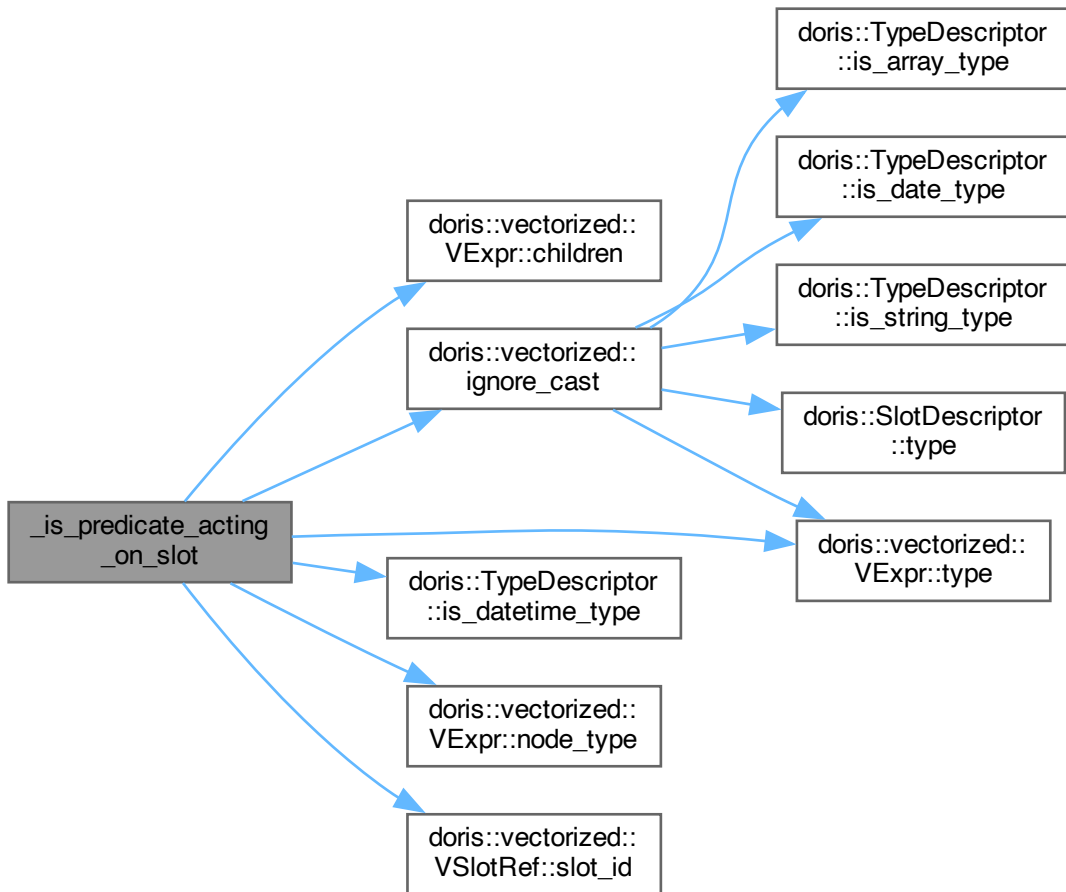 doris::TypeDescriptor
::is_array_type
doris::TypeDescriptor
::is_date_type
doris::vectorized::
VExpr::children
doris::TypeDescriptor
::is_string_type
doris::vectorized::
ignore_cast
doris::SlotDescriptor
::type
_is_predicate_acting
_on_slot
doris::vectorized::
VExpr::type
doris::TypeDescriptor
::is_datetime_type
doris::vectorized::
VExpr::node_type
doris::vectorized::
VSlotRef::slot_id